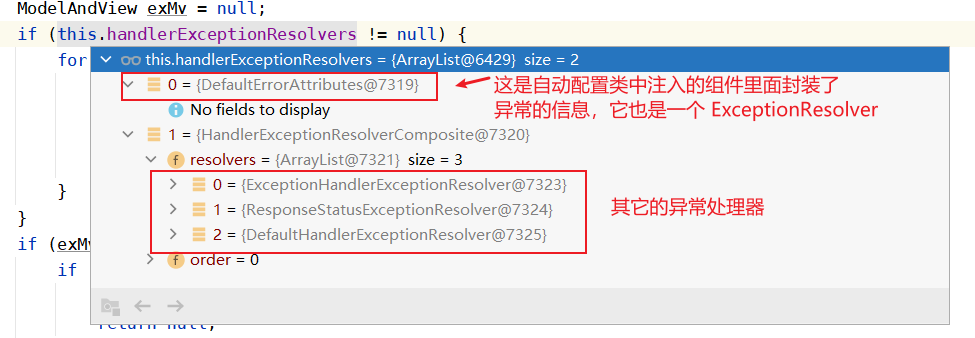 ModelAndView exMv = null;
if (this.handlerExceptionResolvers != null) {
for
this.handlerExceptionResolvers = {ArrayList@6429} size = 2
0 = {DefaultErrorAttributes@7319}
这是自动配置类中注入的组件里面封装了
异常的信息，它也是一个 ExceptionResolver
No fields to display
1 = {HandlerExceptionResolverComposite@7320}
f resolvers = {ArrayList@7321} size = 3
0 = {ExceptionHandlerExceptionResolver@7323}
1 = {ResponseStatusExceptionResolver@7324}
其它的异常处理器
}
2 = {DefaultHandlerExceptionResolver@7325}
}
f order = 0
if (exMv
if
return null;